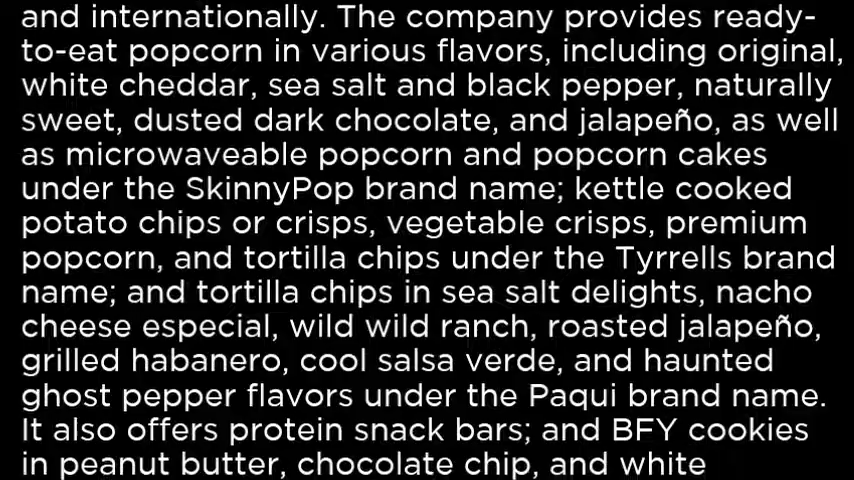 and internationally. The company provides ready-
to-eat popcorn in various flavors, including original,
white cheddar, sea salt and black pepper, naturally
sweet, dusted dark chocolate, and jalapeño, as well
as microwaveable popcorn and popcorn cakes
under the SkinnyPop brand name; kettle cooked
potato chips or crisps, vegetable crisps, premium
popcorn, and tortilla chips under the Tyrrells brand
name; and tortilla chips in sea salt delights, nacho
cheese especial, wild wild ranch, roasted jalapeño,
grilled habanero, cool salsa verde, and haunted
ghost pepper flavors under the Paqui brand name.
It also offers protein snack bars; and BFY cookies
in peanut butter, chocolate chip, and white